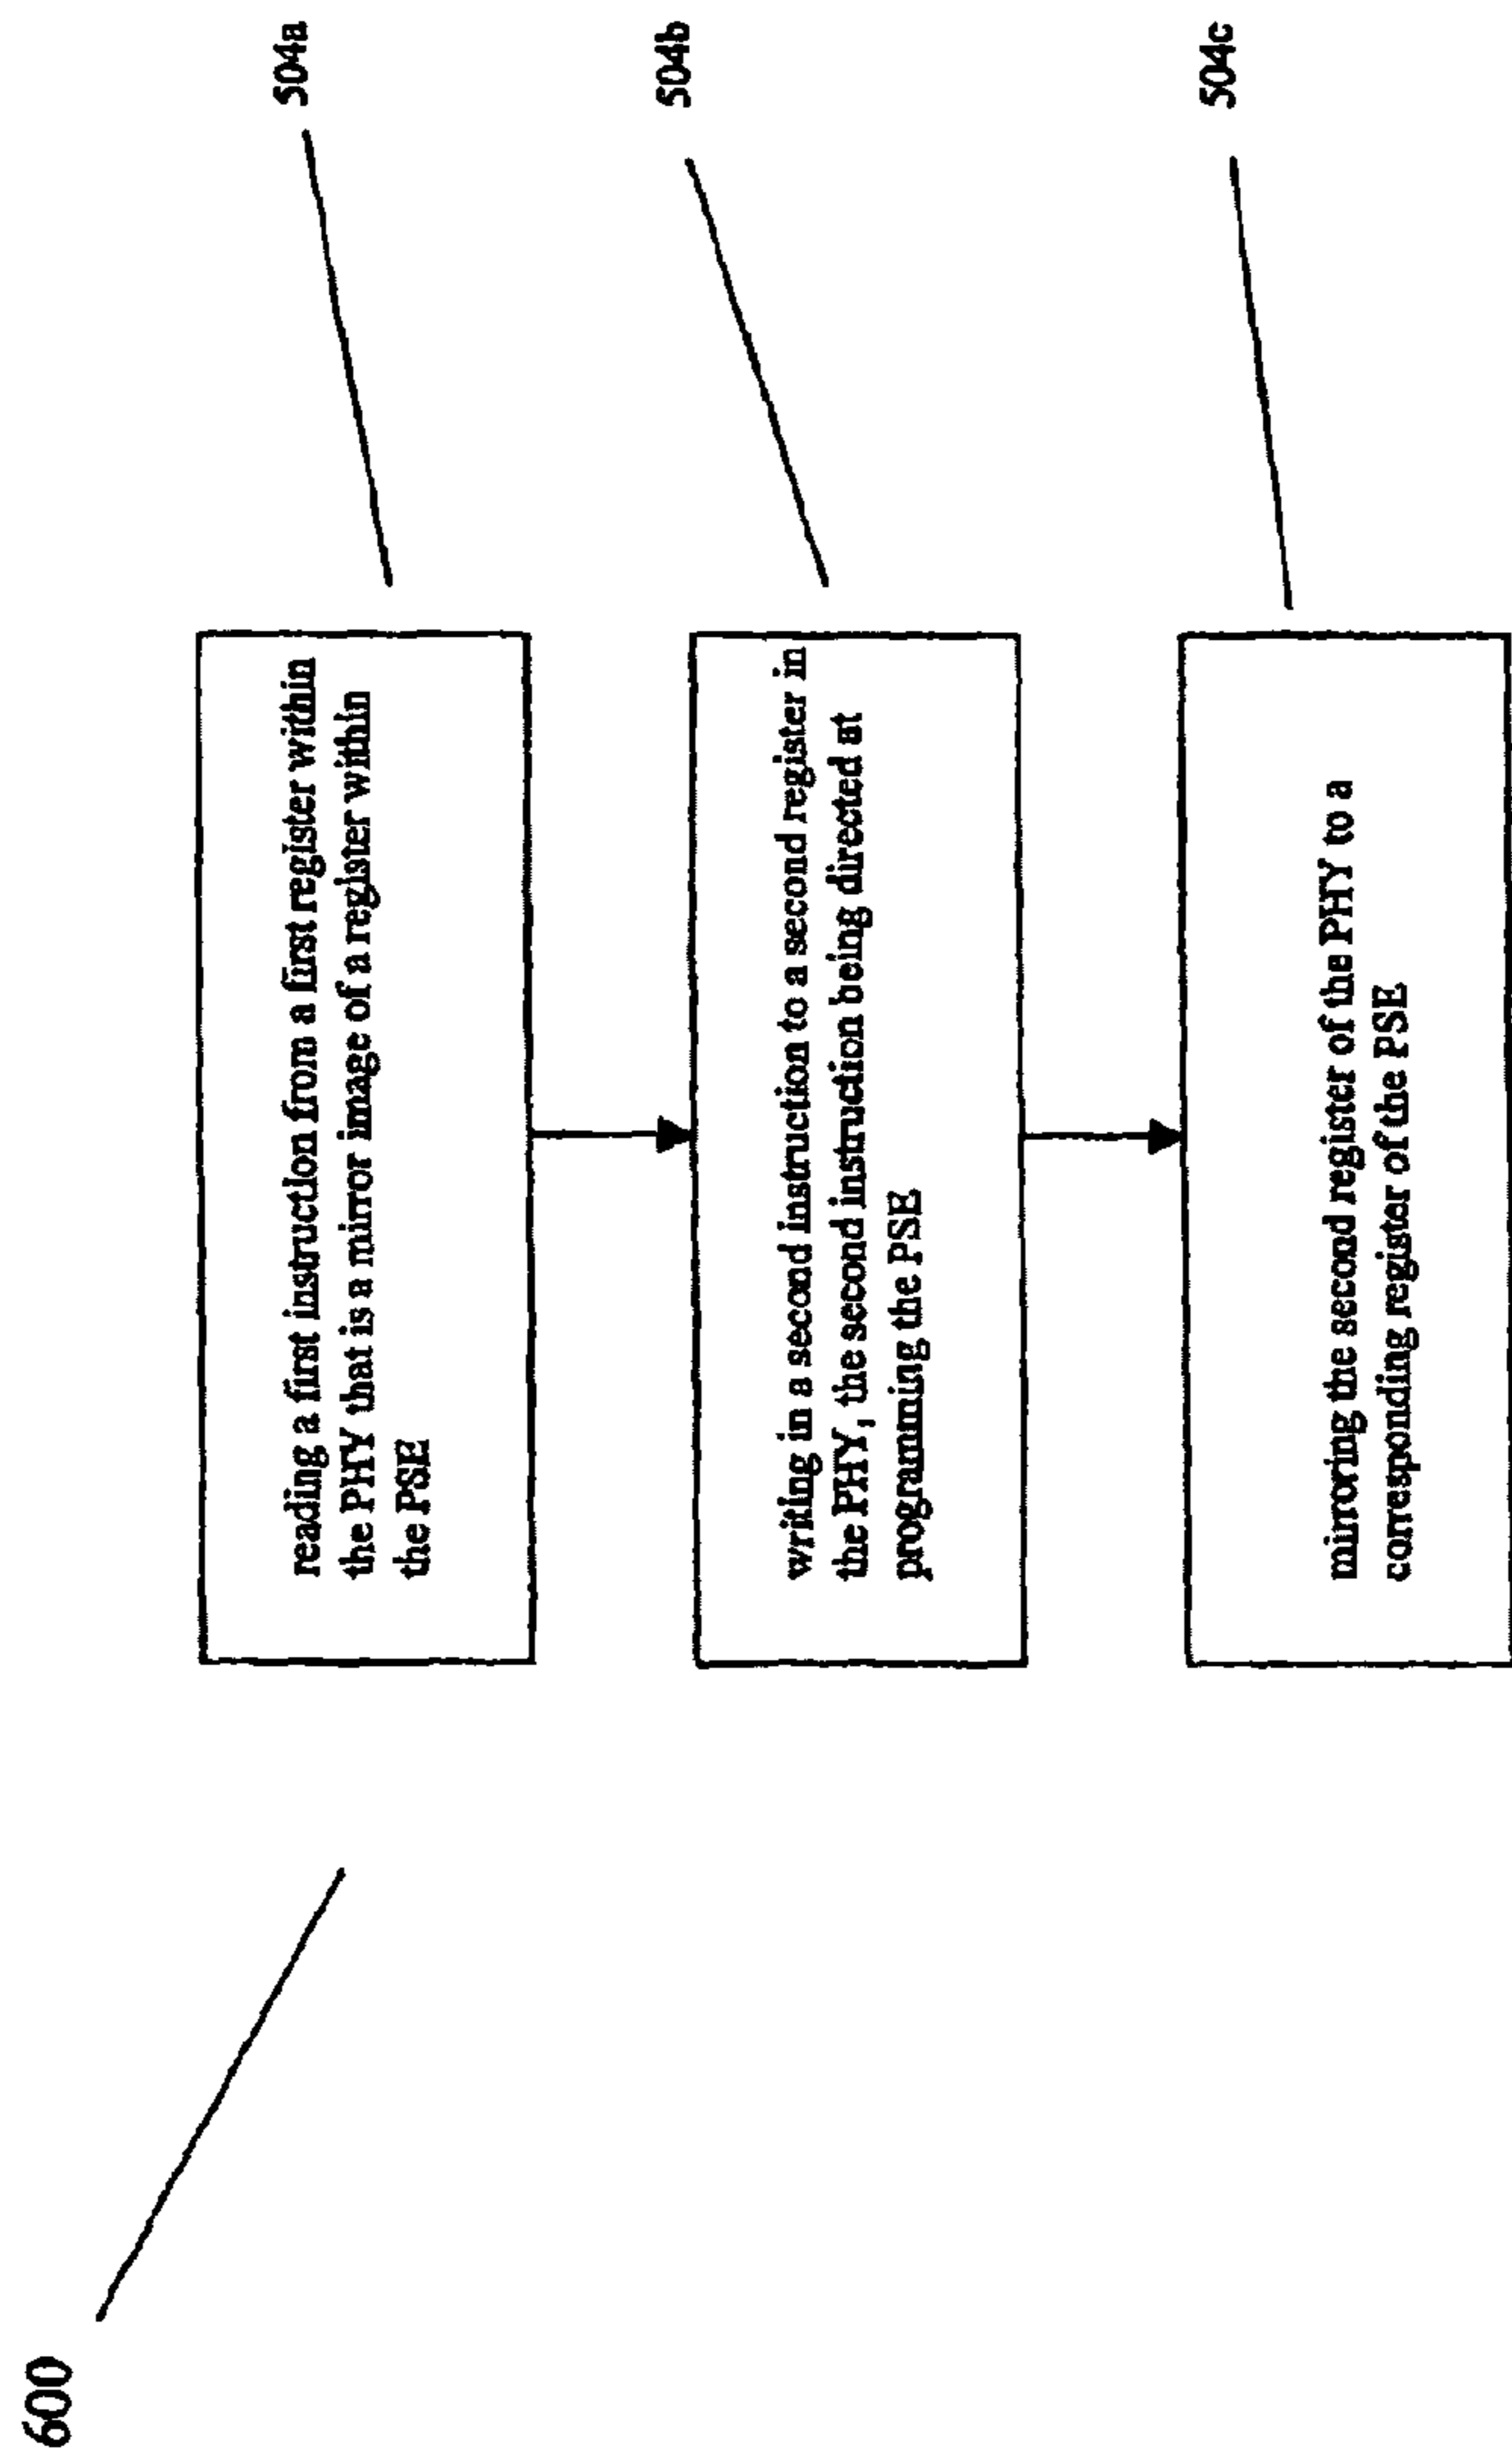 600
reading a first instruction from a first register within
the PHY that is a mirror image of a register within
the PSE
504a
writing in a second instruction to a second register in
the PHY, the second instruction being directed at
programming the PSE
504b
mirroring the second register of the PHY to a
corresponding register of the PSE
504c